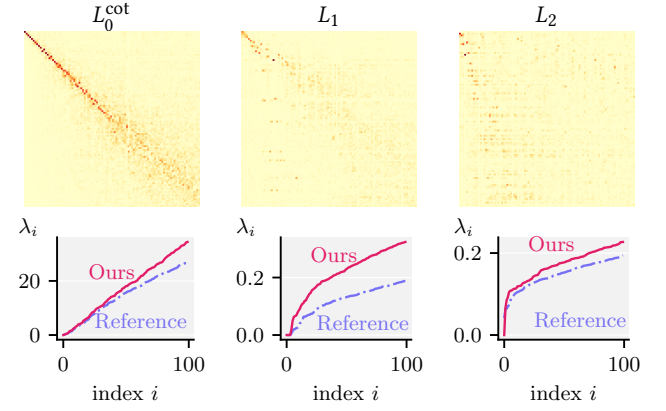 L_0^cot L_1 L_2
λ_i λ_i λ_i
20
0
Ours
Reference
0 100
index i
0.2
0.0
Ours
Reference
0 100
index i
0.2
0.0
Ours
Reference
0 100
index i